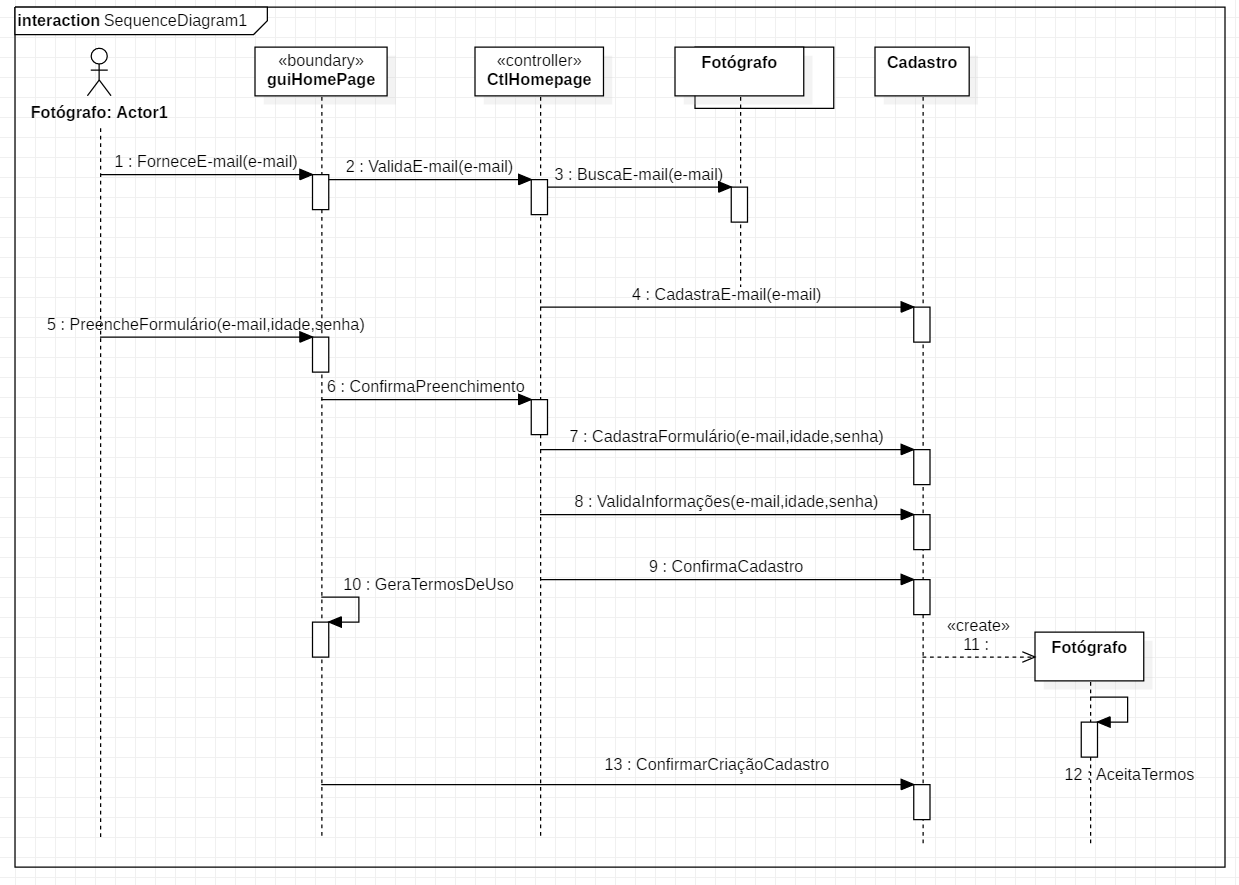 interaction SequenceDiagram1
«boundary»
guiHomePage
«controller»
CtlHomepage
Fotógrafo
Cadastro
Fotógrafo: Actor1
1 : ForneceE-mail(e-mail)
2 : ValidaE-mail(e-mail)
3 : BuscaE-mail(e-mail)
4 : CadastraE-mail(e-mail)
5 : PreencheFormulário(e-mail,idade,senha)
6 : ConfirmaPreenchimento
7 : CadastraFormulário(e-mail,idade,senha)
8 : ValidaInformações(e-mail,idade,senha)
9 : ConfirmaCadastro
10 : GeraTermosDeUso
«create»
11 :
Fotógrafo
13 : ConfirmarCriaçãoCadastro
12 : AceitaTermos